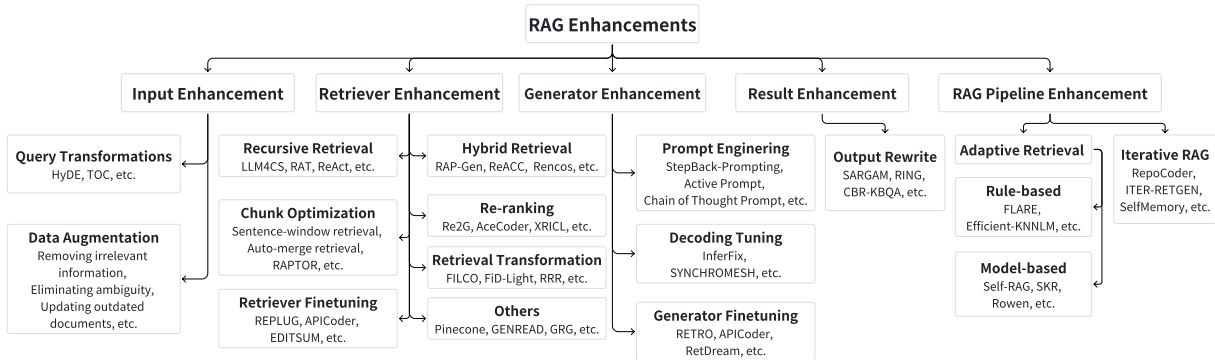 RAG Enhancements
Input Enhancement
Retriever Enhancement
Generator Enhancement
Result Enhancement
RAG Pipeline Enhancement
Query Transformations
HyDE, TOC, etc.
Data Augmentation
Removing irrelevant
information,
Eliminating ambiguity,
Updating outdated
documents, etc.
Recursive Retrieval
LLM4CS, RAT, ReAct, etc.
Chunk Optimization
Sentence-window retrieval,
Auto-merge retrieval,
RAPTOR, etc.
Retriever Finetuning
REPLUG, APICoder,
EDITSUM, etc.
Hybrid Retrieval
RAP-Gen, ReACC, Rencos, etc.
Re-ranking
Re2G, AceCoder, XRICL, etc.
Retrieval Transformation
FILCO, FiD-Light, RRR, etc.
Others
Pinecone, GENREAD, GRG, etc.
Prompt Enginering
StepBack-Prompting,
Active Prompt,
Chain of Thought Prompt, etc.
Decoding Tuning
InferFix,
SYNCHROMESH, etc.
Generator Finetuning
RETRO, APICoder,
RetDream, etc.
Output Rewrite
SARGAM, RING,
CBR-KBQA, etc.
Adaptive Retrieval
Rule-based
FLARE,
Efficient-KNNLM, etc.
Model-based
Self-RAG, SKR,
Rowen, etc.
Iterative RAG
RepoCoder,
ITER-RETGEN,
SelfMemory, etc.